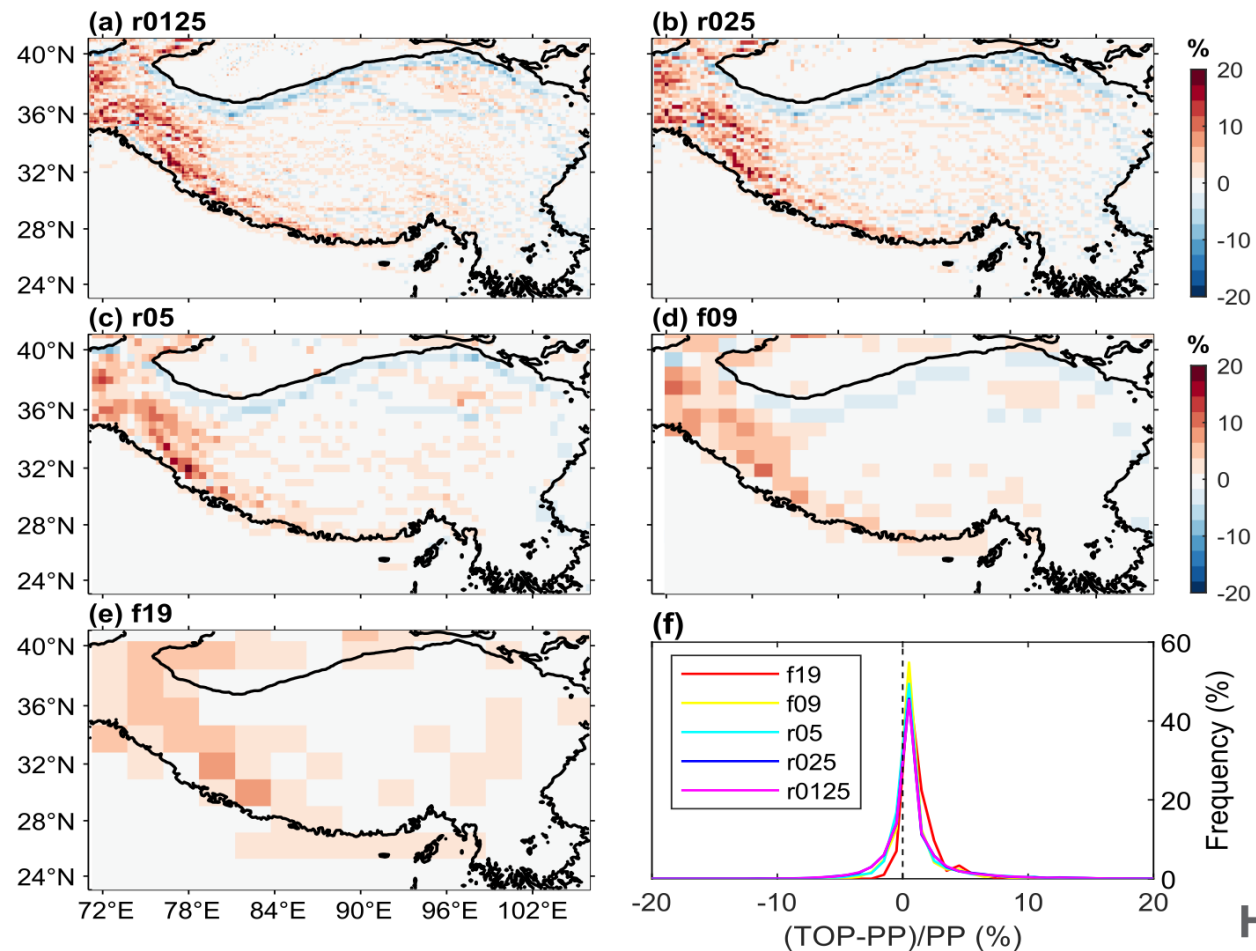 (a) r0125
(b) r025
40°N
36°N
32°N
28°N
24°N
%
20
10
0
-10
-20
(c) r05
(d) f09
40°N
36°N
32°N
28°N
24°N
%
20
10
0
-10
-20
(e) f19
(f)
40°N
36°N
32°N
28°N
24°N
72°E 78°E 84°E 90°E 96°E 102°E
f19
f09
r05
r025
r0125
60
40
20
0
Frequency (%)
-20 -10 0 10 20
(TOP-PP)/PP (%)